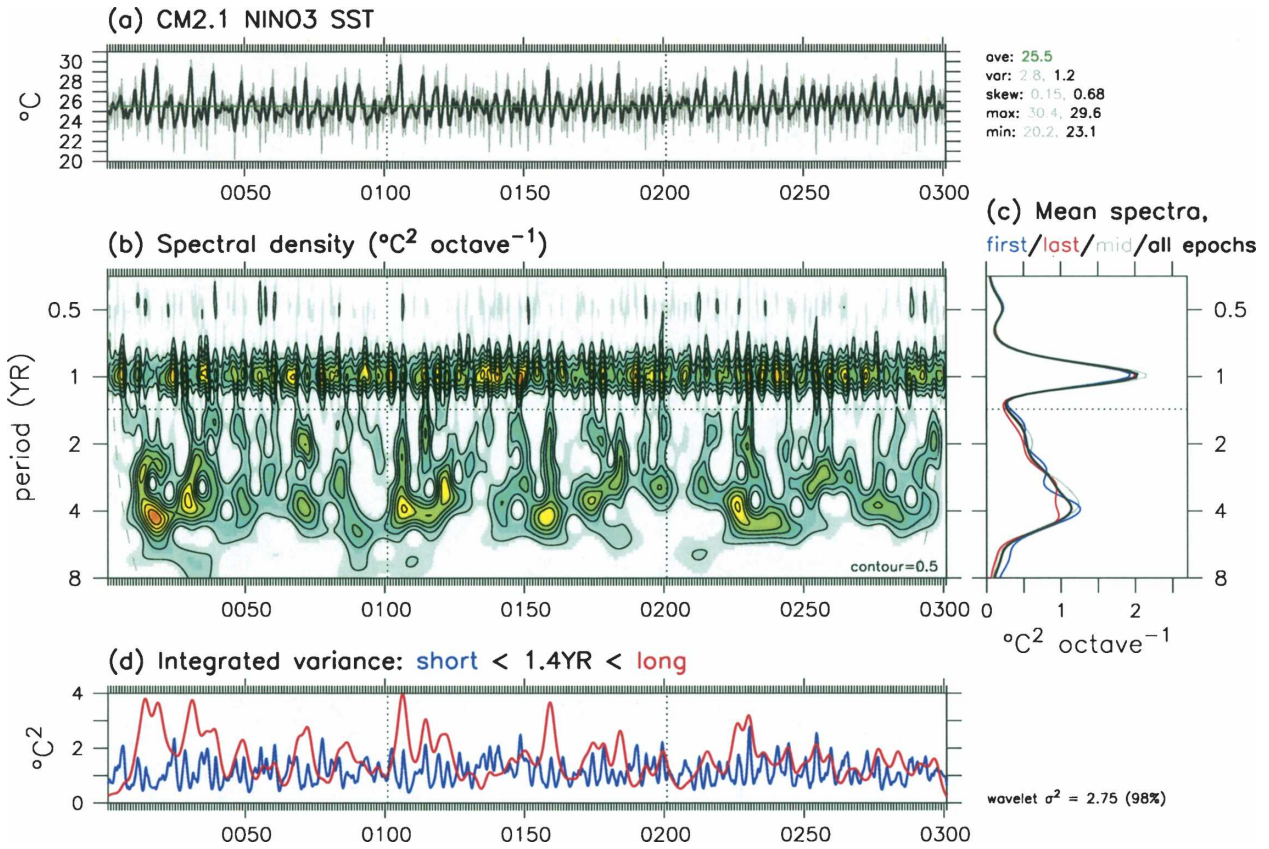 (a) CM2.1 NINO3 SST
°C
30
28
26
24
22
20
0050 0100 0150 0200 0250 0300
ave: 25.5
var: 2.8, 1.2
skew: 0.15, 0.68
max: 30.4, 29.6
min: 20.2, 23.1
(b) Spectral density (°C² octave⁻¹)
period (YR)
0.5
1
2
4
8
contour=0.5
0050 0100 0150 0200 0250 0300
(c) Mean spectra,
first/last/mid/all epochs
0.5
1
2
4
8
0 1 2
°C² octave⁻¹
(d) Integrated variance: short < 1.4YR < long
°C²
4
2
0
0050 0100 0150 0200 0250 0300
wavelet σ² = 2.75 (98%)